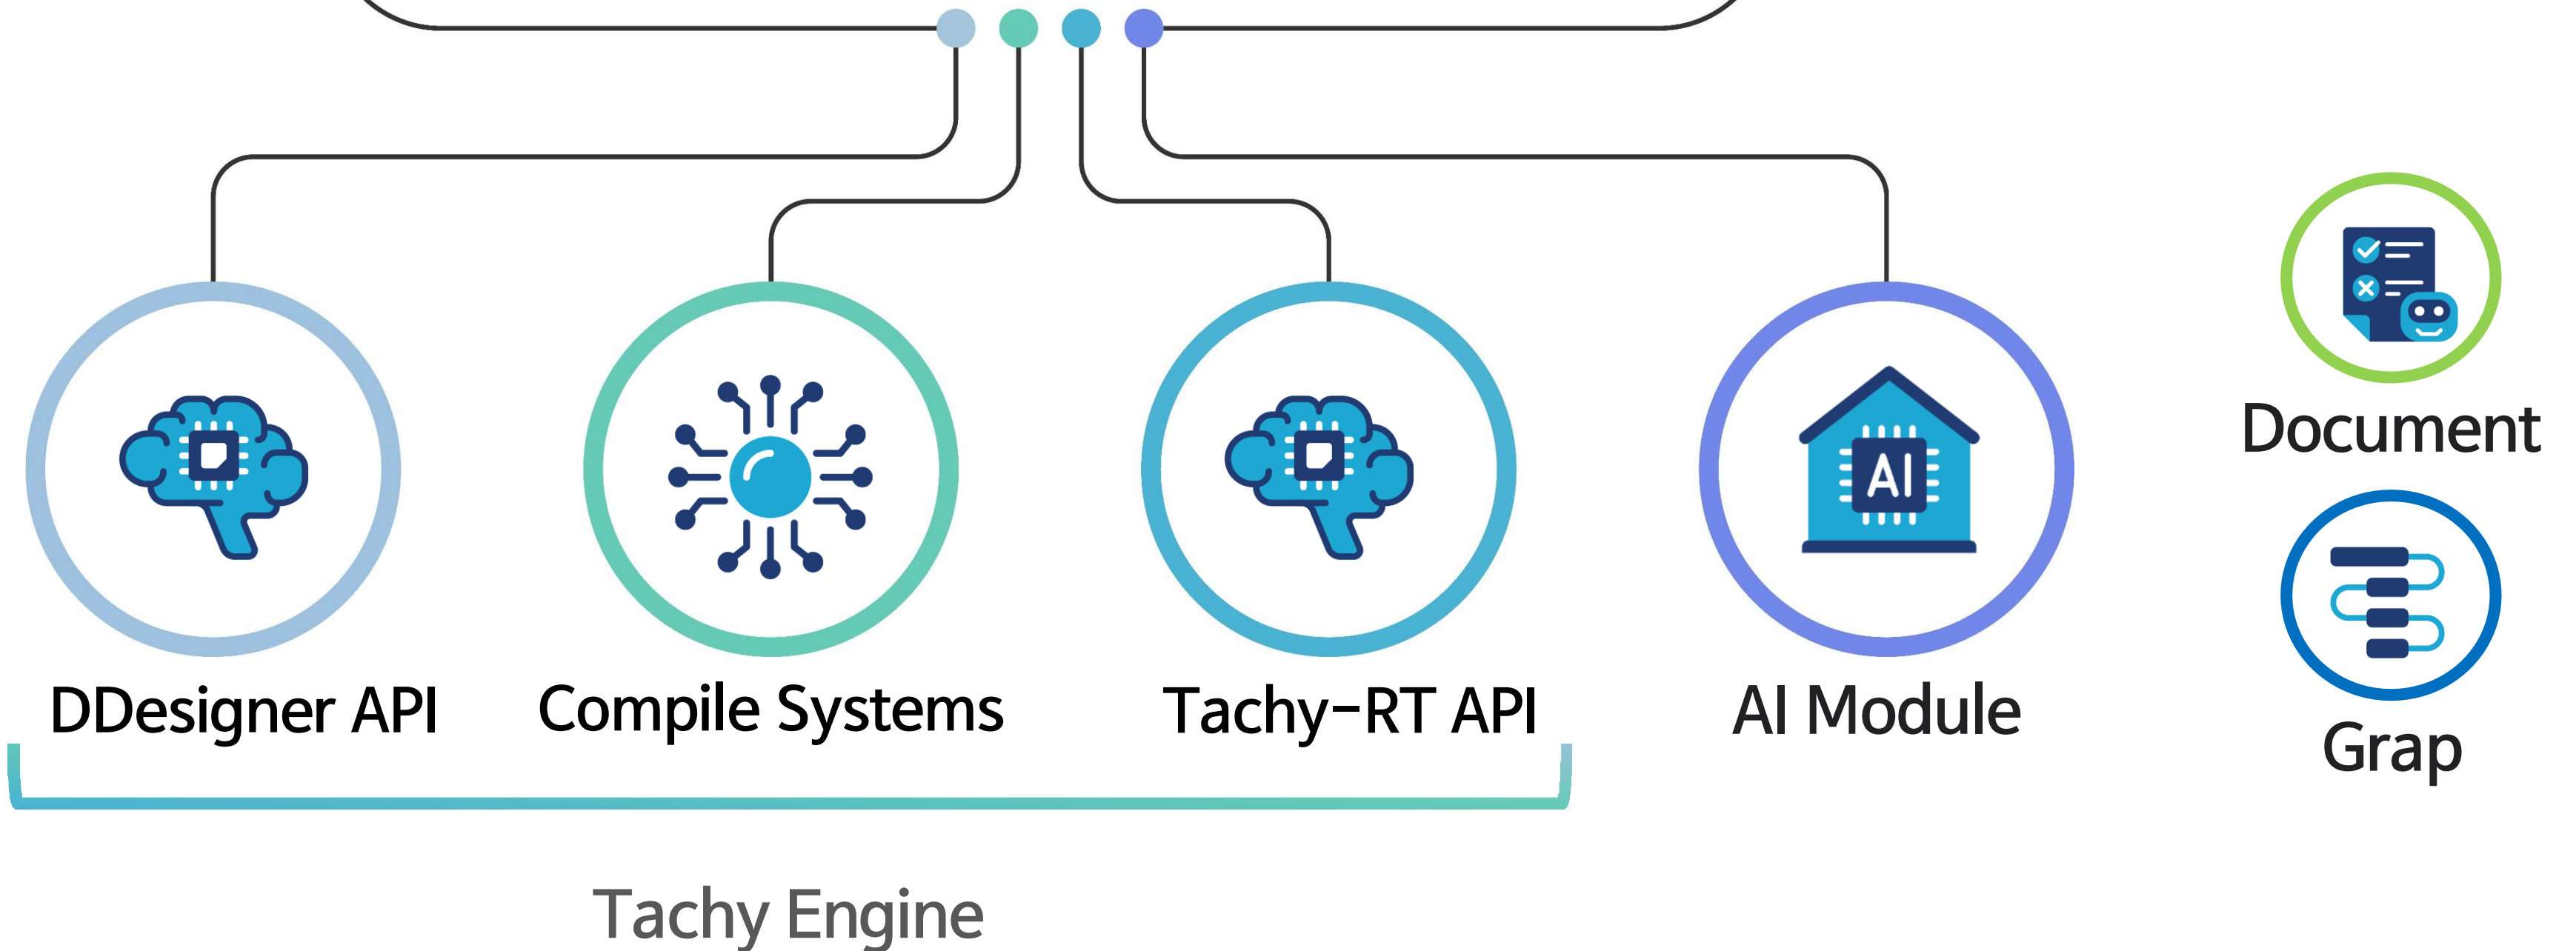 AI
Document
DDesigner API
Compile Systems
Tachy-RT API
AI Module
Grap
Tachy Engine